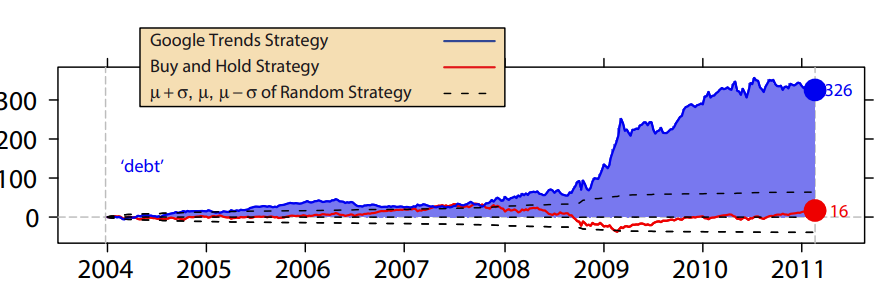 Google Trends Strategy
Buy and Hold Strategy
μ+σ, μ, μ−σ of Random Strategy
300
326
200
‘debt’
100
16
0
2004 2005 2006 2007 2008 2009 2010 2011